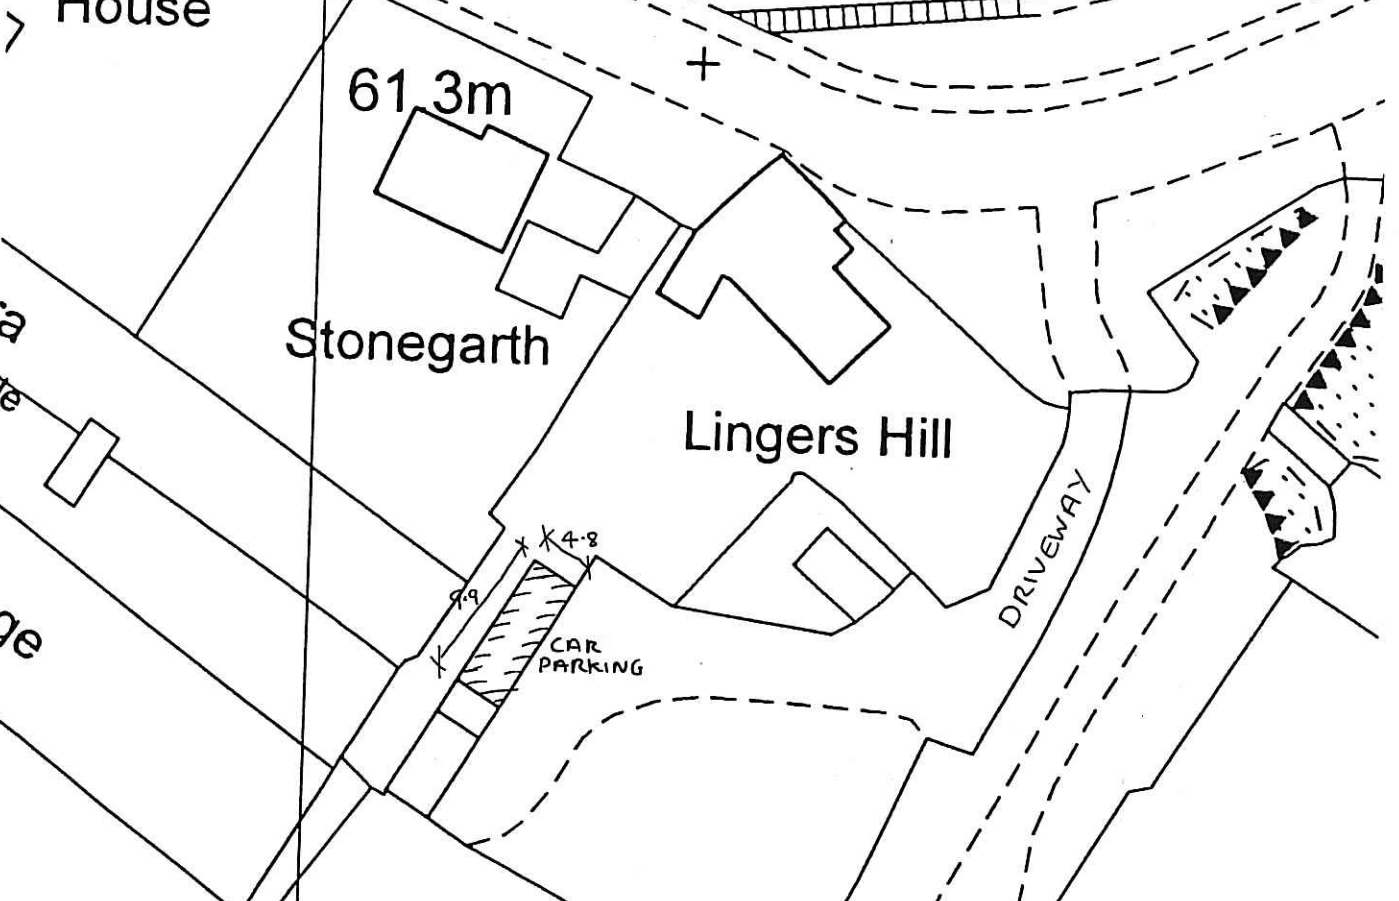 House
61.3m
Stonegarth
Lingers Hill
4.8
9.9
CAR
PARKING
DRIVEWAY